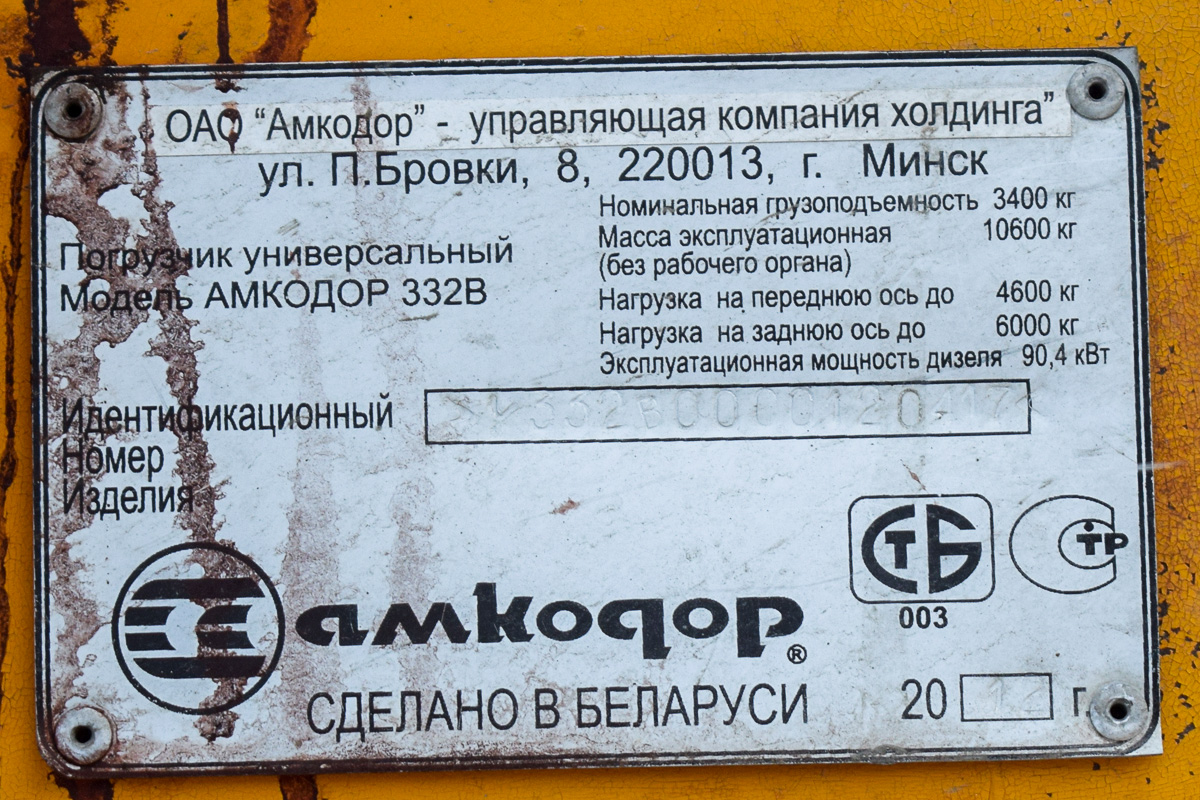 ОАО "Амкодор" - управляющая компания холдинга"
ул. П.Бровки, 8, 220013, г. Минск
Погрузчик универсальный
Модель АМКОДОР 332В
Номинальная грузоподъемность 3400 кг
Масса эксплуатационная 10600 кг
(без рабочего органа)
Нагрузка на переднюю ось до 4600 кг
Нагрузка на заднюю ось до 6000 кг
Эксплуатационная мощность дизеля 90,4 кВт
Идентификационный
Номер
Изделия
СТБ
003
СТР
амкодор ®
СДЕЛАНО В БЕЛАРУСИ
20 12 г.